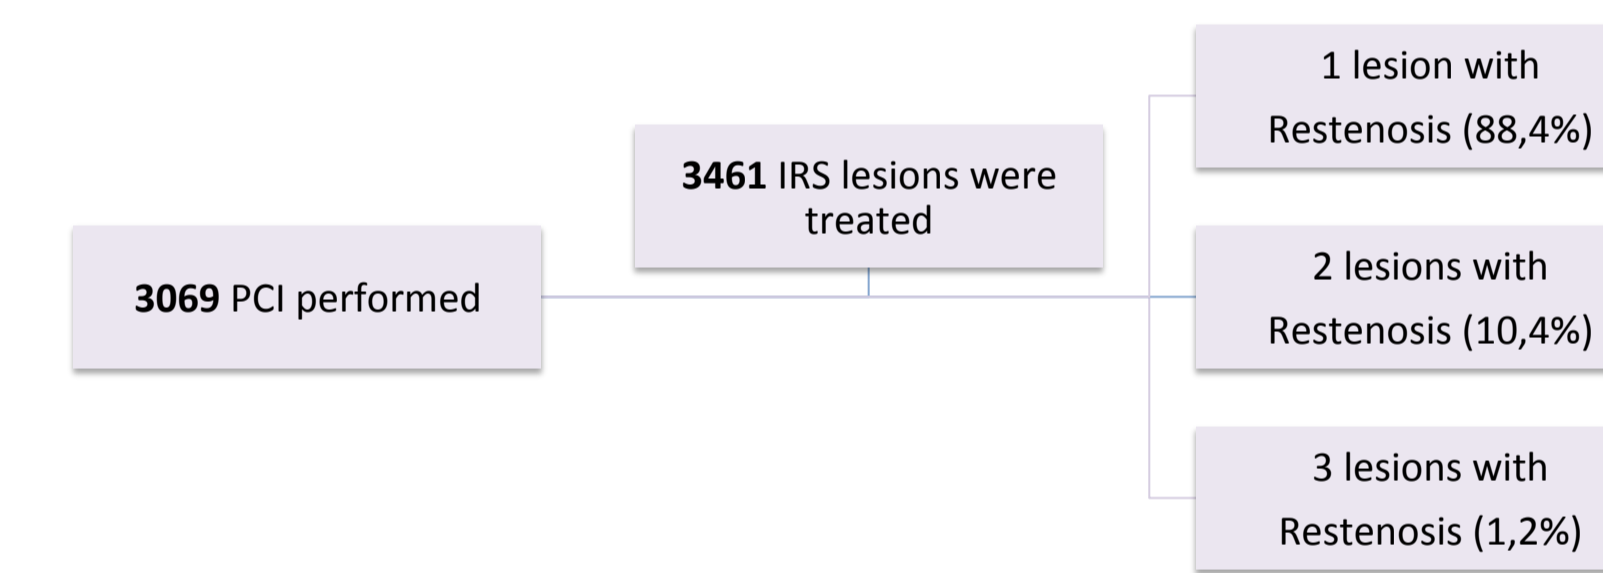 3069 PCI performed
3461 IRS lesions were
treated
1 lesion with
Restenosis (88,4%)
2 lesions with
Restenosis (10,4%)
3 lesions with
Restenosis (1,2%)